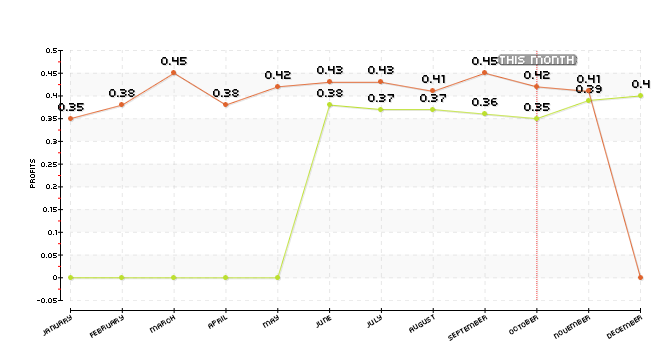 0.5
0.45
0.4
0.35
0.3
0.25
0.2
0.15
0.1
0.05
0
-0.05
PROFITS
0.35
0.38
0.45
0.38
0.42
0.43
0.43
0.41
0.45
0.42
0.41
THIS MONTH
0.38
0.37
0.37
0.36
0.35
0.39
0.4
JANUARY
FEBRUARY
MARCH
APRIL
MAY
JUNE
JULY
AUGUST
SEPTEMBER
OCTOBER
NOVEMBER
DECEMBER